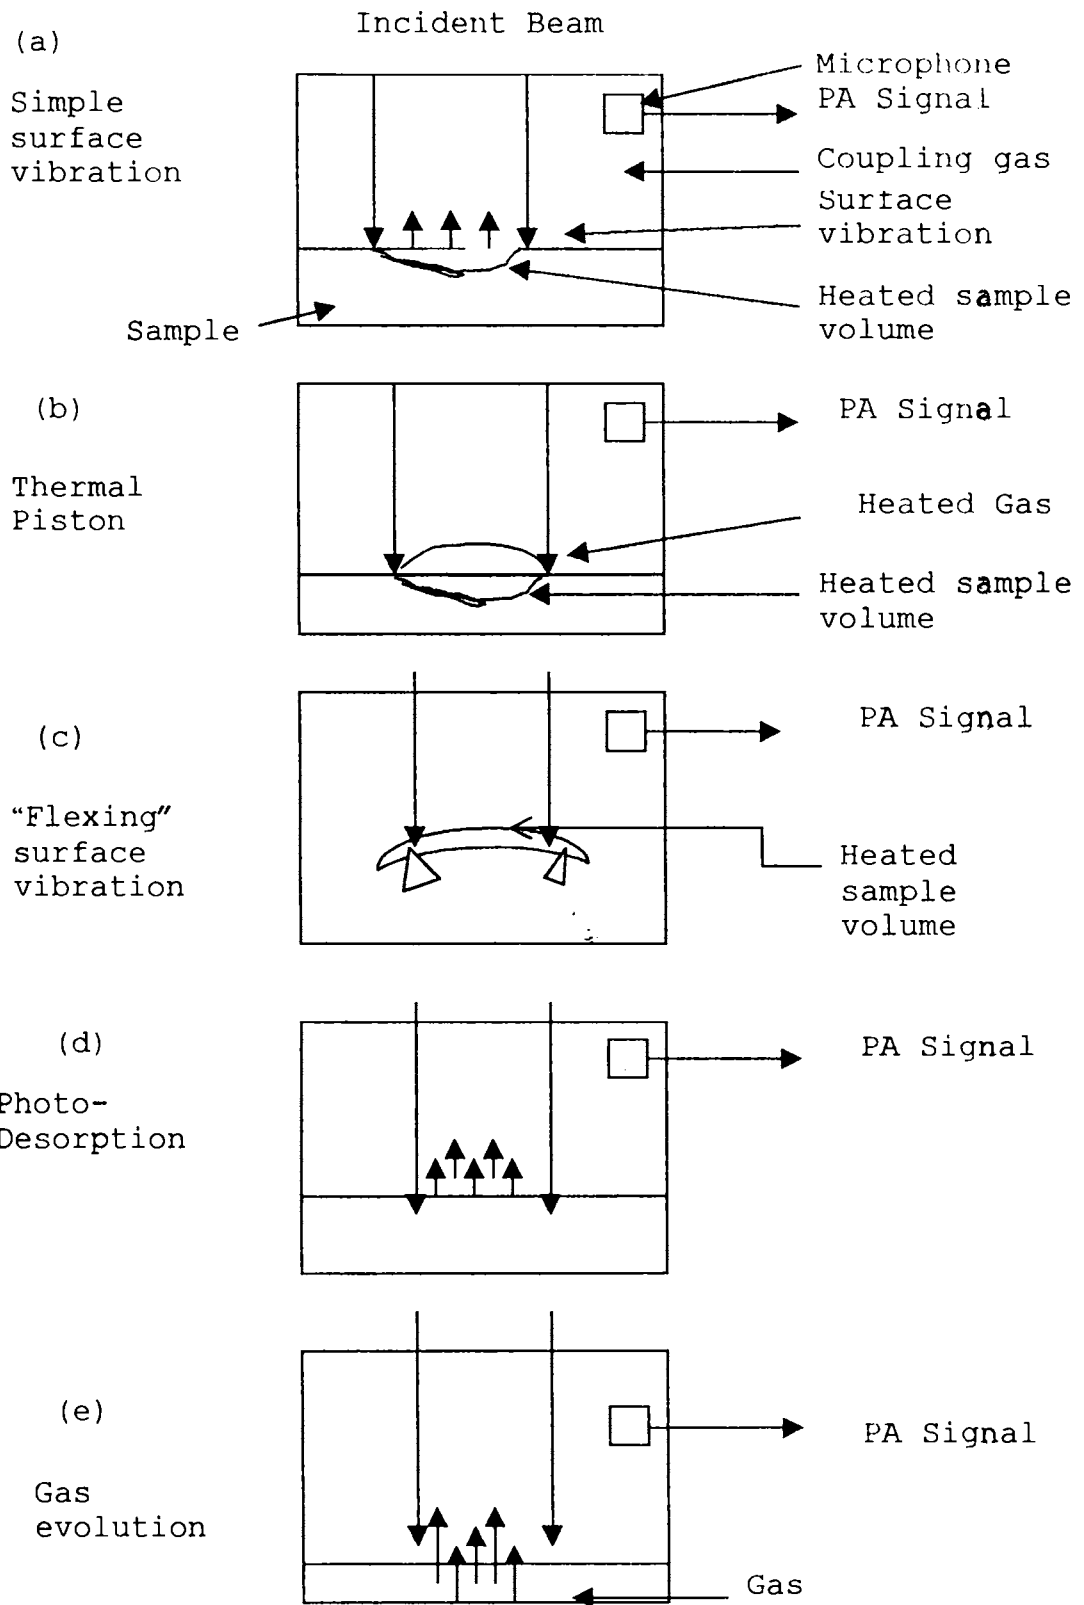 Incident Beam
(a)
Simple
surface
vibration
Microphone
PA Signal
Coupling gas
Surface
vibration
Heated sample
volume
Sample
(b)
Thermal
Piston
PA Signal
Heated Gas
Heated sample
volume
(c)
“Flexing”
surface
vibration
PA Signal
Heated
sample
volume
(d)
Photo-
Desorption
PA Signal
(e)
Gas
evolution
PA Signal
Gas